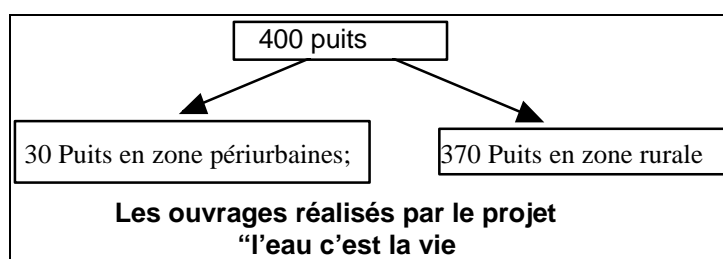 400 puits
30 Puits en zone périurbaines;
370 Puits en zone rurale
Les ouvrages réalisés par le projet
“l’eau c’est la vie